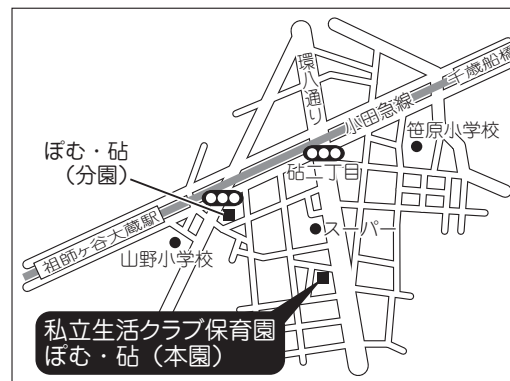 千歳船橋
環八通り
小田急線
笹原小学校
ぽむ・砧
（分園）
砧二丁目
スーパー
祖師ヶ谷大蔵駅
山野小学校
私立生活クラブ保育園
ぽむ・砧（本園）